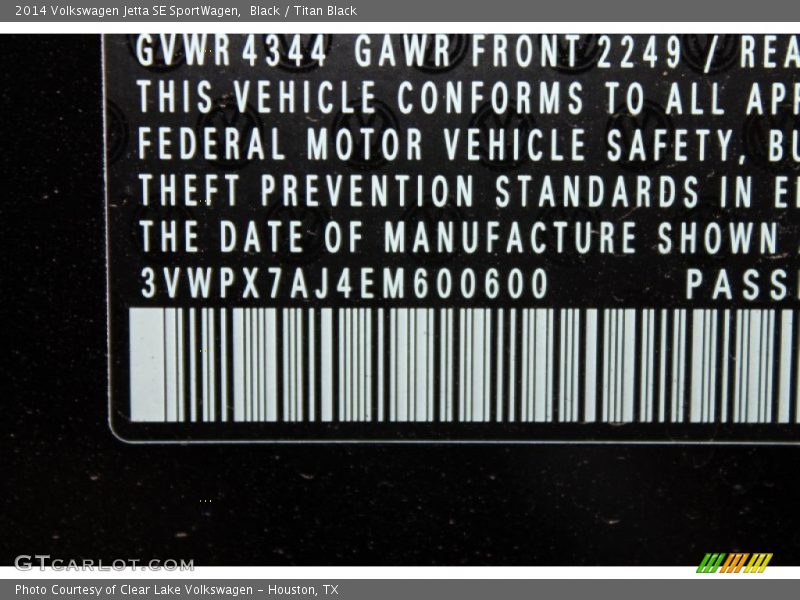 2014 Volkswagen Jetta SE SportWagen, Black / Titan Black
GVWR 4344 GAWR FRONT 2249 / REA
THIS VEHICLE CONFORMS TO ALL APP
FEDERAL MOTOR VEHICLE SAFETY, BU
THEFT PREVENTION STANDARDS IN
THE DATE OF MANUFACTURE SHOWN
3VWPX7AJ4EM600600 PASS
GTCARLOT.COM
Photo Courtesy of Clear Lake Volkswagen – Houston, TX